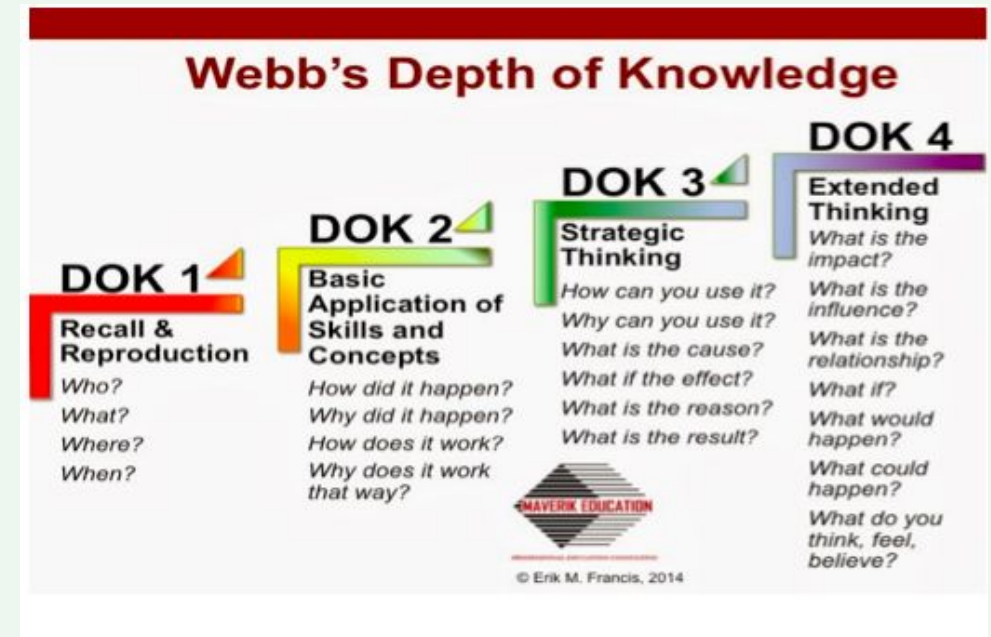 Webb's Depth of Knowledge
DOK 1
Recall &
Reproduction
Who?
What?
Where?
When?
DOK 2
Basic
Application of
Skills and
Concepts
How did it happen?
Why did it happen?
How does it work?
Why does it work
that way?
DOK 3
Strategic
Thinking
How can you use it?
Why can you use it?
What is the cause?
What if the effect?
What is the reason?
What is the result?
DOK 4
Extended
Thinking
What is the
impact?
What is the
influence?
What is the
relationship?
What if?
What would
happen?
What could
happen?
What do you
think, feel,
believe?
MAVERIK EDUCATION
© Erik M. Francis, 2014